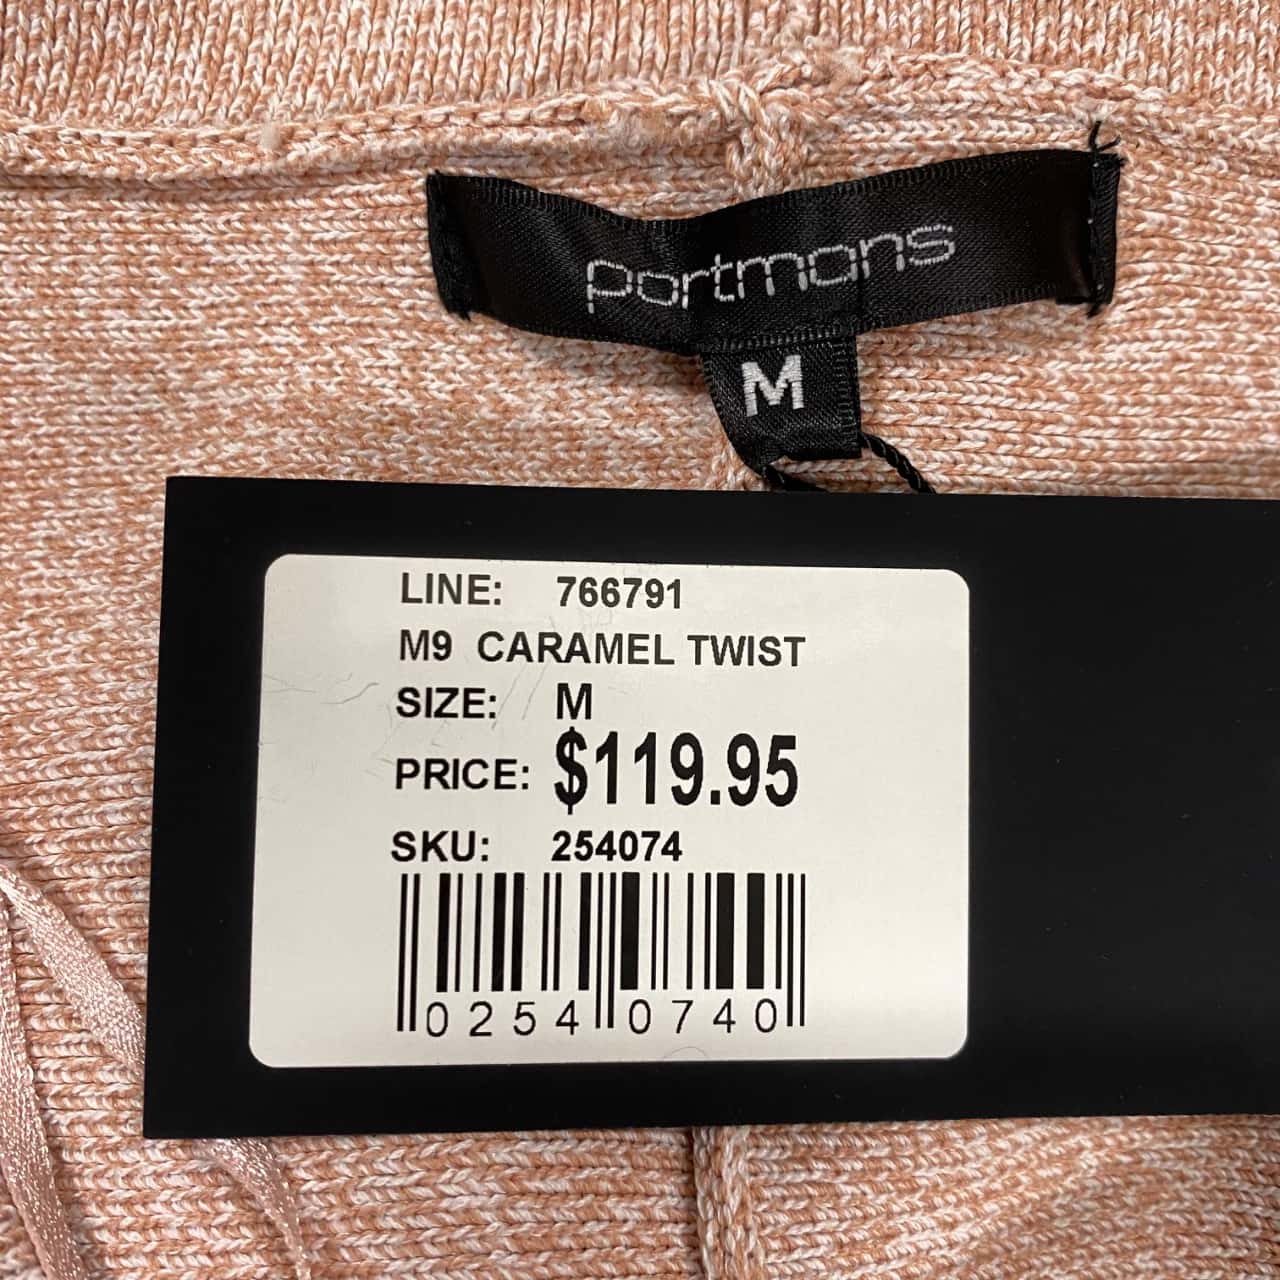 portmans
M
LINE: 766791
M9 CARAMEL TWIST
SIZE: M
PRICE: $119.95
SKU: 254074
0254 0740